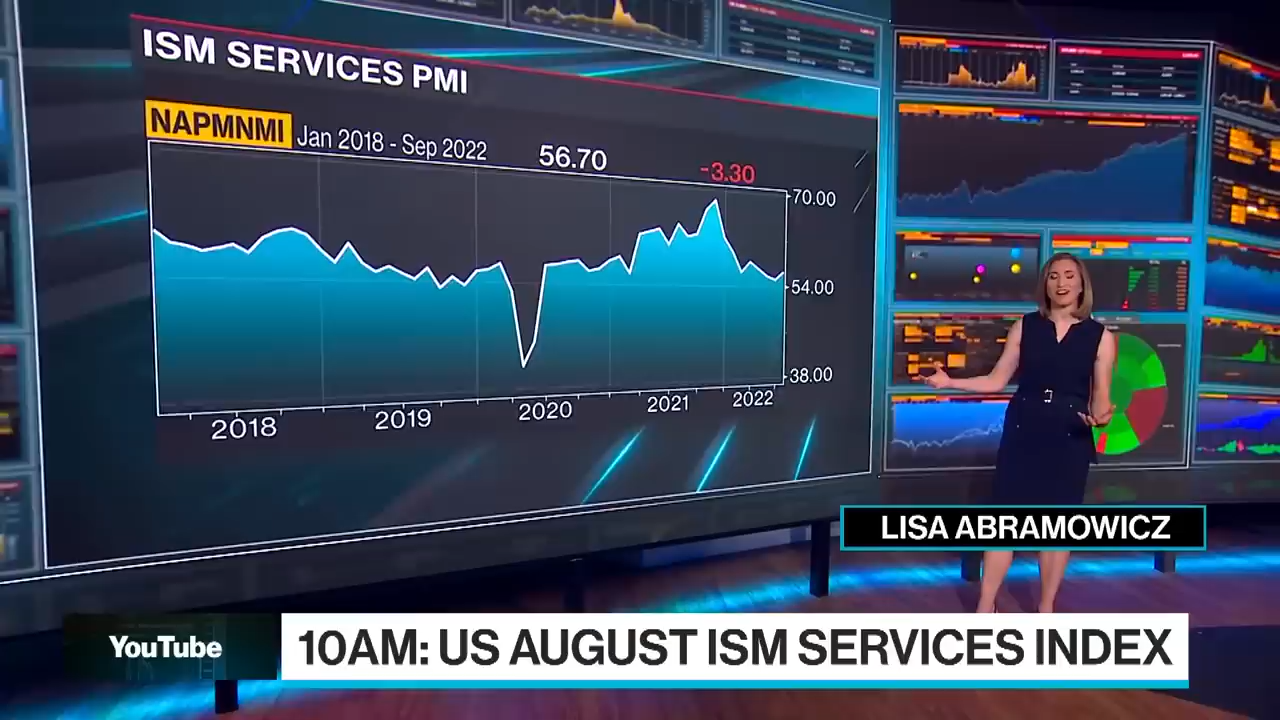 ISM SERVICES PMI
NAPMNMI Jan 2018 - Sep 2022 56.70 -3.30
70.00
54.00
38.00
2018 2019 2020 2021 2022
LISA ABRAMOWICZ
YouTube
10AM: US AUGUST ISM SERVICES INDEX